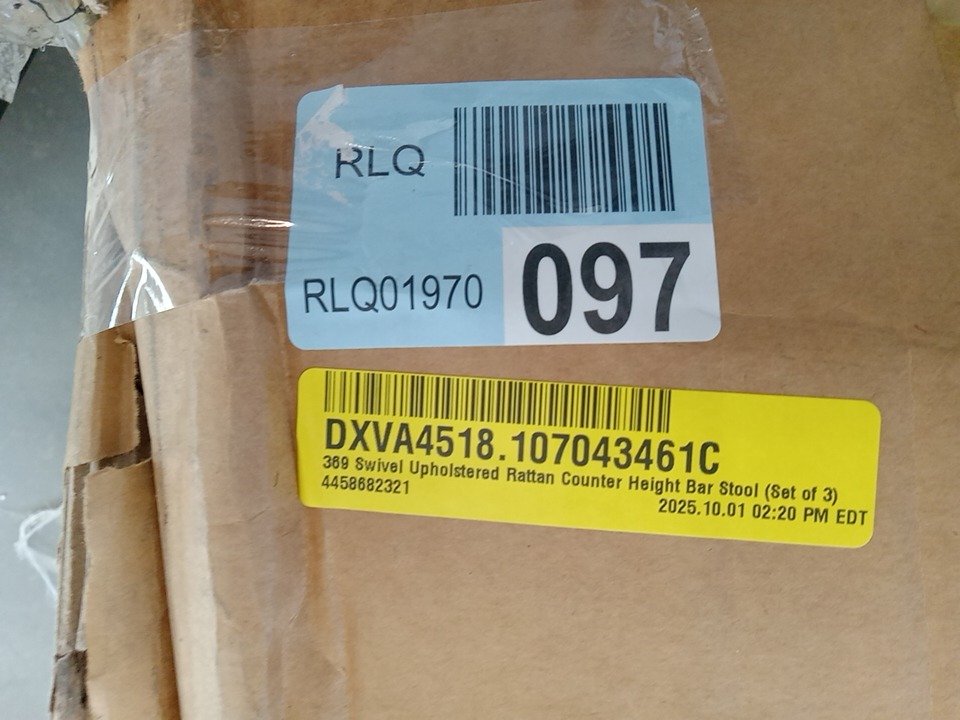 RLQ
RLQ01970
097
DXVA4518.107043461C
369 Swivel Upholstered Rattan Counter Height Bar Stool (Set of 3)
4458682321
2025.10.01 02:20 PM EDT